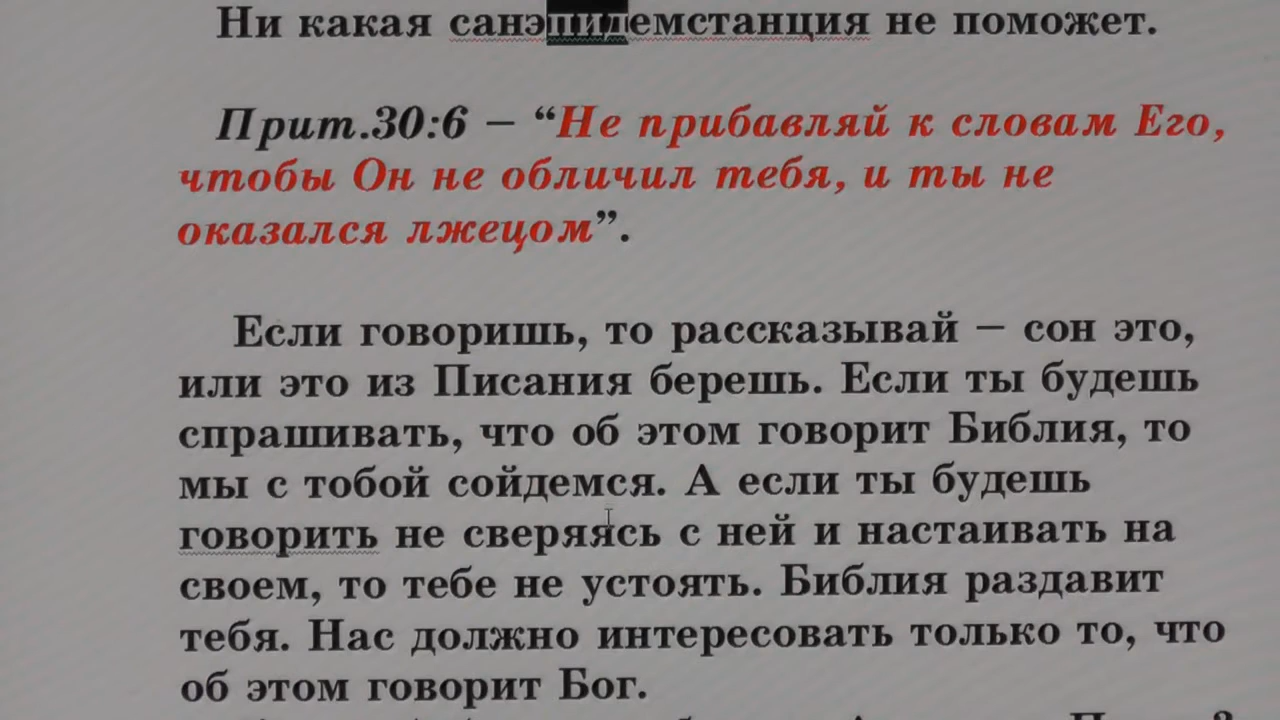 Ни какая санэпидемстанция не поможет.
Прит.30:6 – “Не прибавляй к словам Его,
чтобы Он не обличил тебя, и ты не
оказался лжецом”.
Если говоришь, то рассказывай – сон это,
или это из Писания берешь. Если ты будешь
спрашивать, что об этом говорит Библия, то
мы с тобой сойдемся. А если ты будешь
говорить не сверяясь с ней и настаивать на
своем, то тебе не устоять. Библия раздавит
тебя. Нас должно интересовать только то, что
об этом говорит Бог.